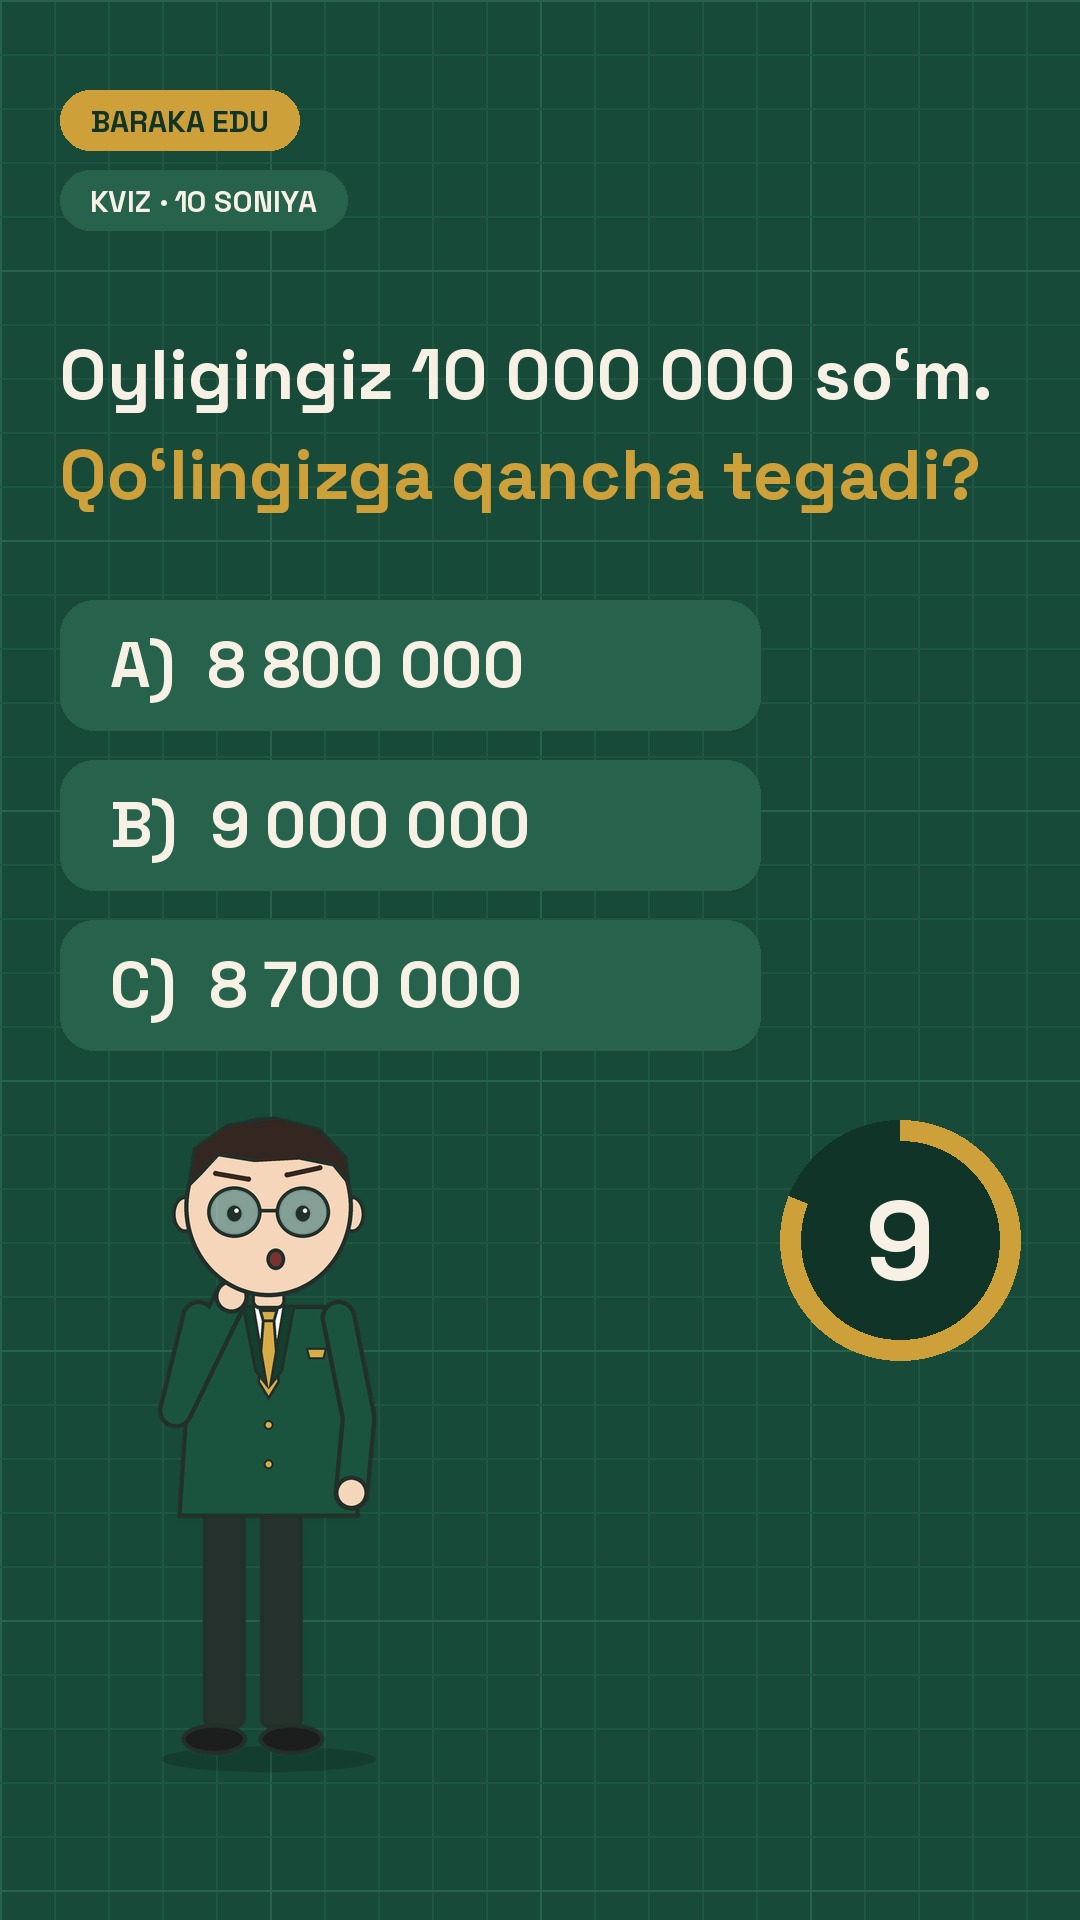 BARAKA EDU
KVIZ · 10 SONIYA
Oyligingiz 10 000 000 so‘m.
Qo‘lingizga qancha tegadi?
A) 8 800 000
B) 9 000 000
C) 8 700 000
9